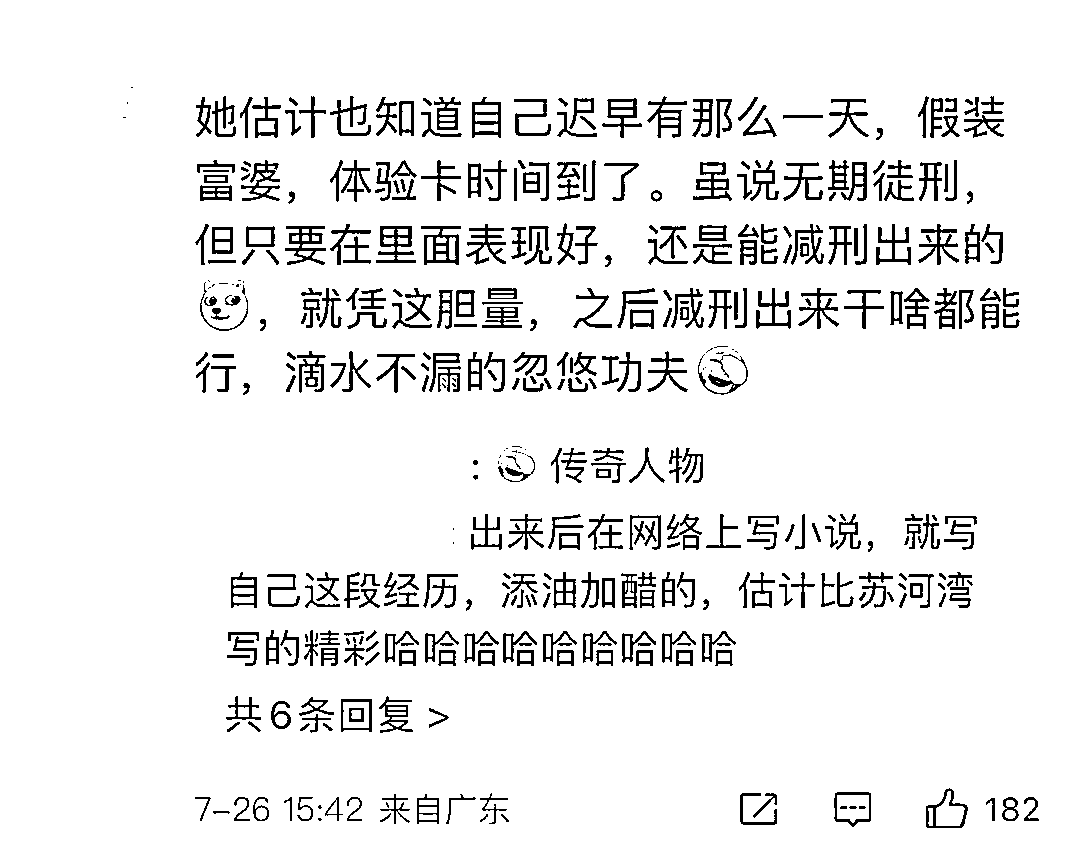 她估计也知道自己迟早有那么一天，假装
富婆，体验卡时间到了。虽说无期徒刑，
但只要在里面表现好，还是能减刑出来的
，就凭这胆量，之后减刑出来干啥都能
行，滴水不漏的忽悠功夫
：传奇人物
：出来后在网络上写小说，就写
自己这段经历，添油加醋的，估计比苏河湾
写的精彩哈哈哈哈哈哈哈哈哈
共6条回复 >
7-26 15:42 来自广东
182